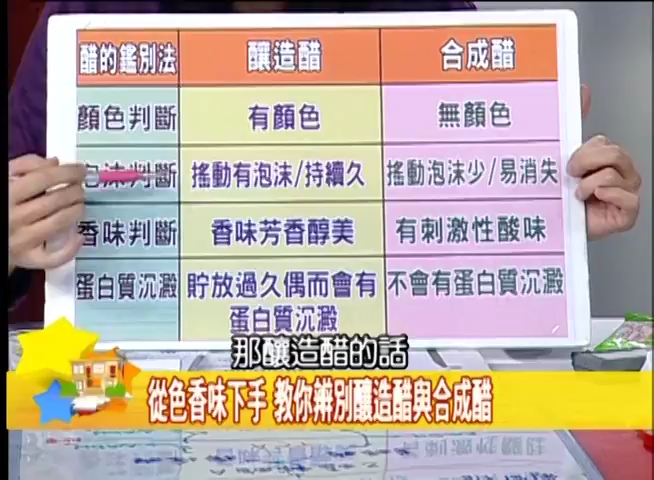 醋的鑑別法 釀造醋 合成醋
顏色判斷 有顏色 無顏色
泡沫判斷 搖動有泡沫/持續久 搖動泡沫少/易消失
香味判斷 香味芳香醇美 有刺激性酸味
蛋白質沉澱 貯放過久偶而會有 不會有蛋白質沉澱
蛋白質沉澱
那釀造醋的話
從色香味下手 教你辨別釀造醋與合成醋